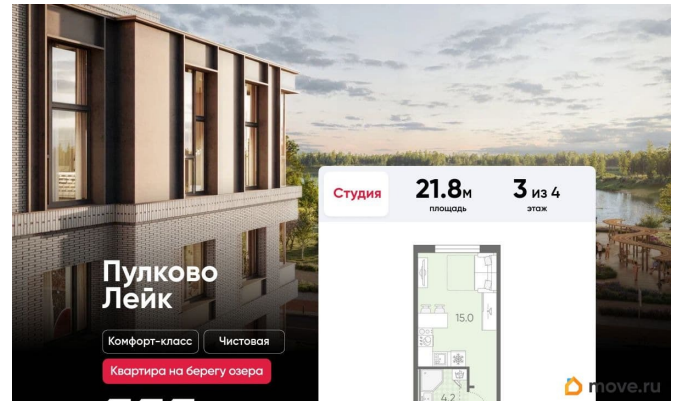 Студия
21.8м
площадь
3 из 4
этаж
Пулково
Лейк
Комфорт-класс
Чистовая
Квартира на берегу озера
15.0
4.2
move.ru